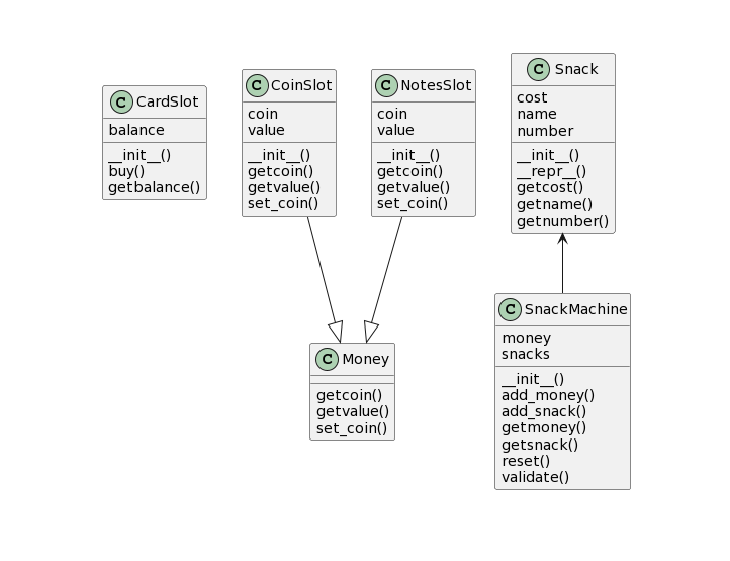 C CardSlot
balance
__init__()
buy()
getbalance()
C CoinSlot
coin
value
__init__()
getcoin()
getvalue()
set_coin()
C NotesSlot
coin
value
__init__()
getcoin()
getvalue()
set_coin()
C Snack
cost
name
number
__init__()
__repr__()
getcost()
getname()
getnumber()
C Money
getcoin()
getvalue()
set_coin()
C SnackMachine
money
snacks
__init__()
add_money()
add_snack()
getmoney()
getsnack()
reset()
validate()